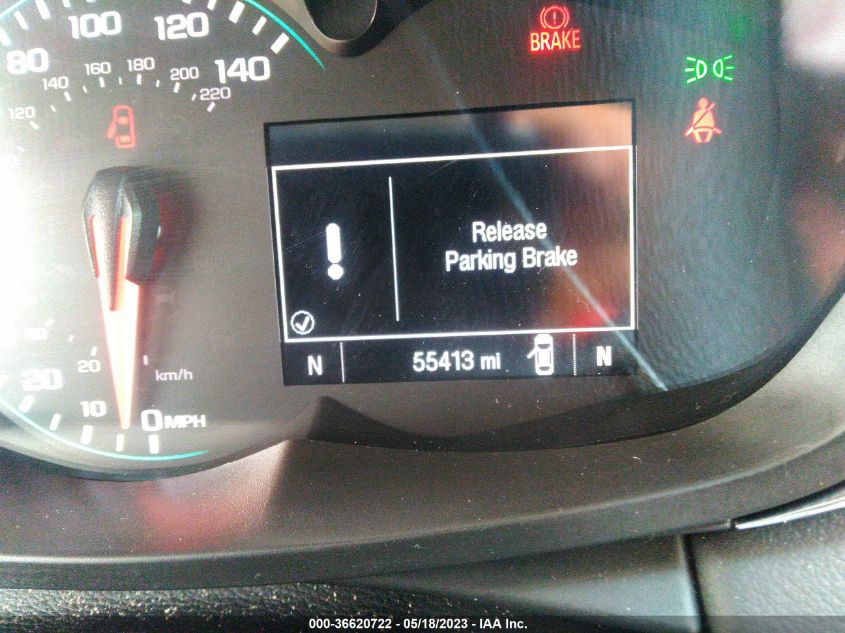 100 120
80 140
140 160 180 200 220
120
BRAKE
Release
Parking Brake
N 55413 mi N
20 km/h
20 10 0 MPH
000-36620722 - 05/18/2023 - IAA Inc.